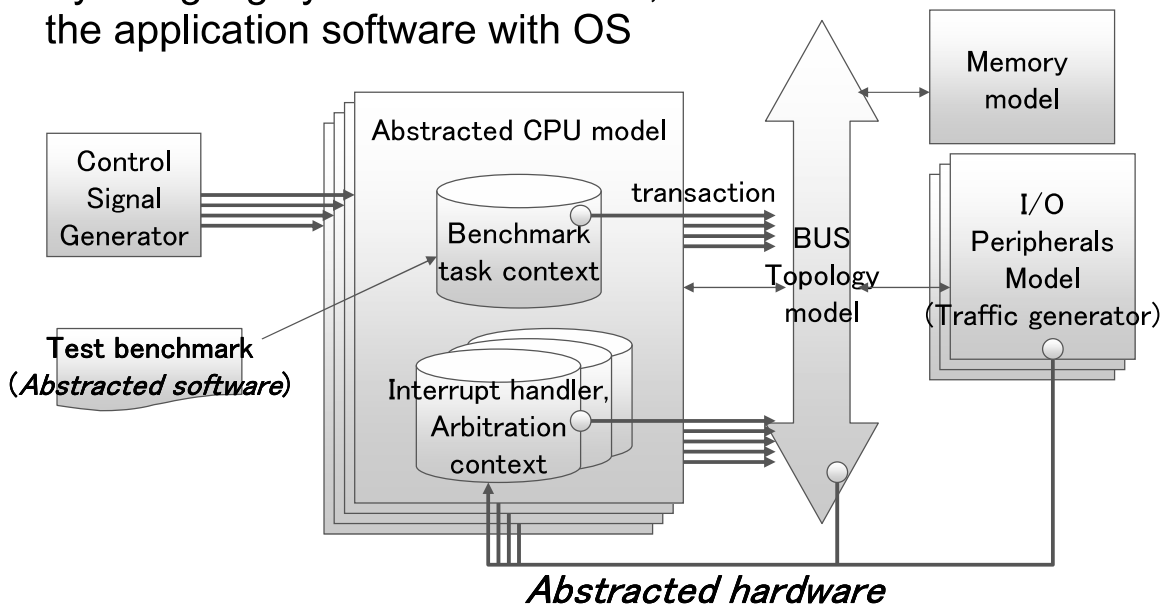 the application software with OS
Memory
model
Abstracted CPU model
Control
Signal
Generator
transaction
Benchmark
task context
BUS
Topology
model
I/O
Peripherals
Model
(Traffic generator)
Test benchmark
(Abstracted software)
Interrupt handler,
Arbitration
context
Abstracted hardware